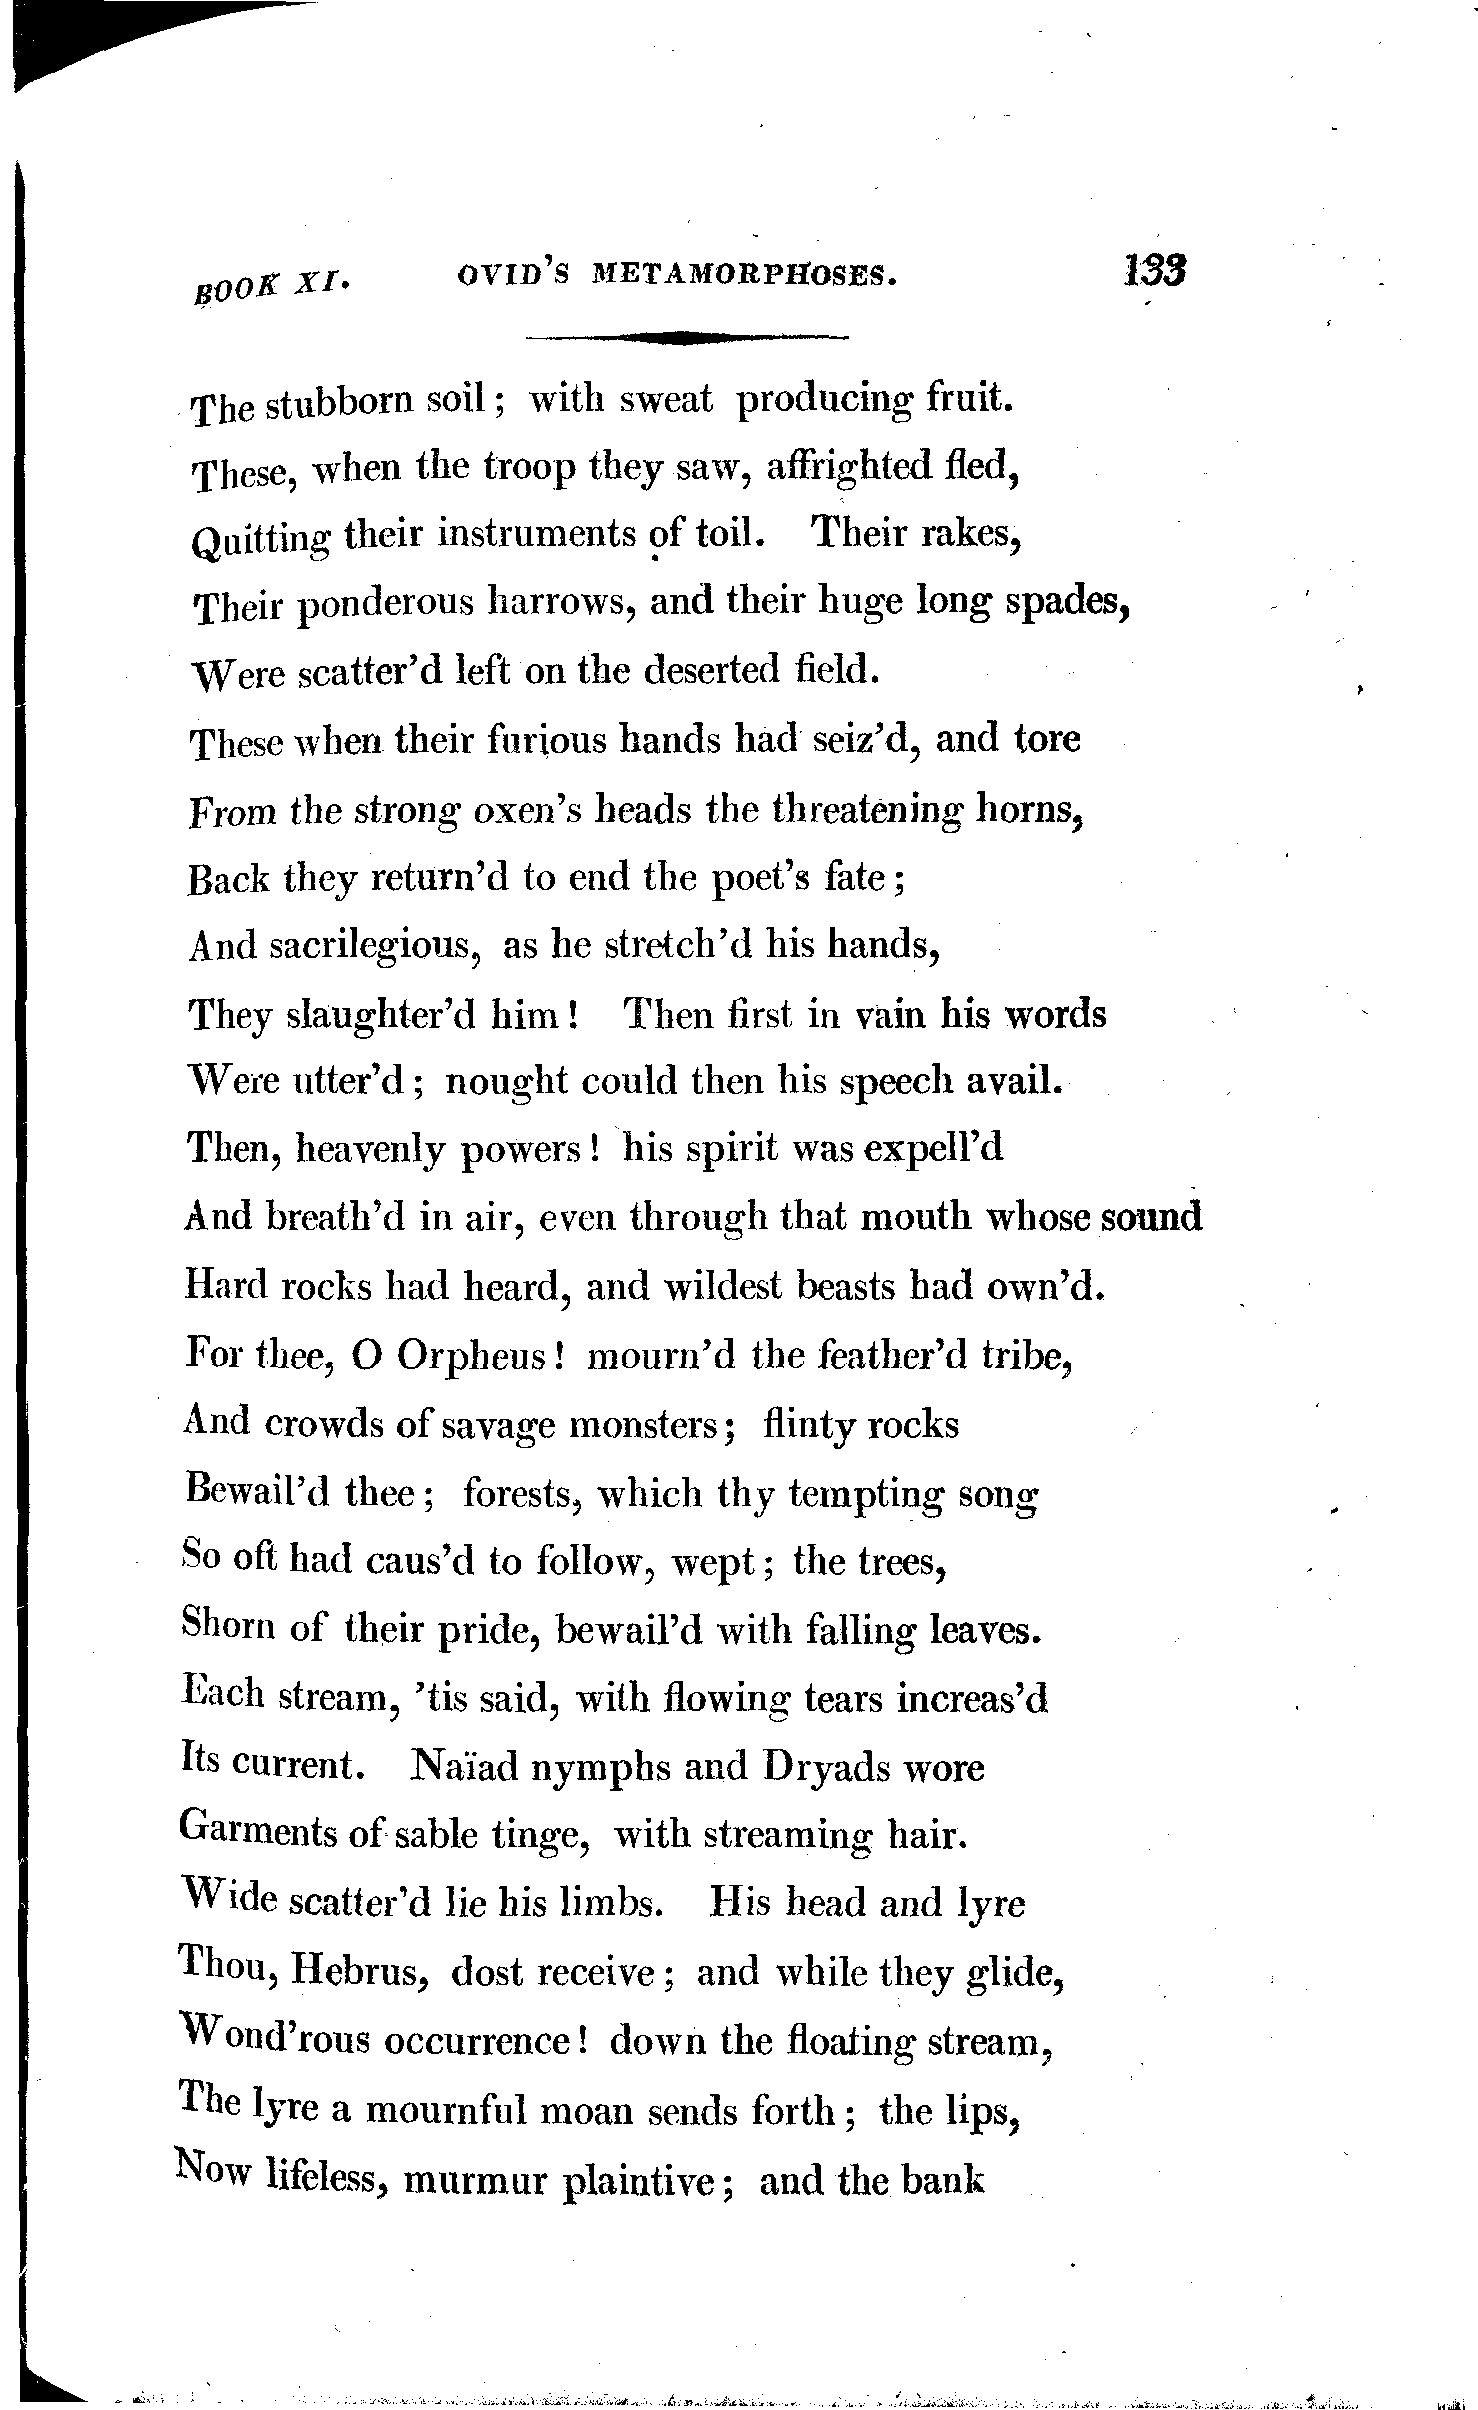 BOOK XI. OVID'S METAMORPHOSES. 133
The stubborn soil; with sweat producing fruit.
These, when the troop they saw, affrighted fled,
Quitting their instruments of toil. Their rakes,
Their ponderous harrows, and their huge long spades,
Were scatter'd left on the deserted field.
These when their furious hands had seiz'd, and tore
From the strong oxen's heads the threatening horns,
Back they return'd to end the poet's fate;
And sacrilegious, as he stretch'd his hands,
They slaughter'd him! Then first in vain his words
Were utter'd; nought could then his speech avail.
Then, heavenly powers! his spirit was expell'd
And breath'd in air, even through that mouth whose sound
Hard rocks had heard, and wildest beasts had own'd.
For thee, O Orpheus! mourn'd the feather'd tribe,
And crowds of savage monsters; flinty rocks
Bewail'd thee; forests, which thy tempting song
So oft had caus'd to follow, wept; the trees,
Shorn of their pride, bewail'd with falling leaves.
Each stream, 'tis said, with flowing tears increas'd
Its current. Naïad nymphs and Dryads wore
Garments of sable tinge, with streaming hair.
Wide scatter'd lie his limbs. His head and lyre
Thou, Hebrus, dost receive; and while they glide,
Wond'rous occurrence! down the floating stream,
The lyre a mournful moan sends forth; the lips,
Now lifeless, murmur plaintive; and the bank